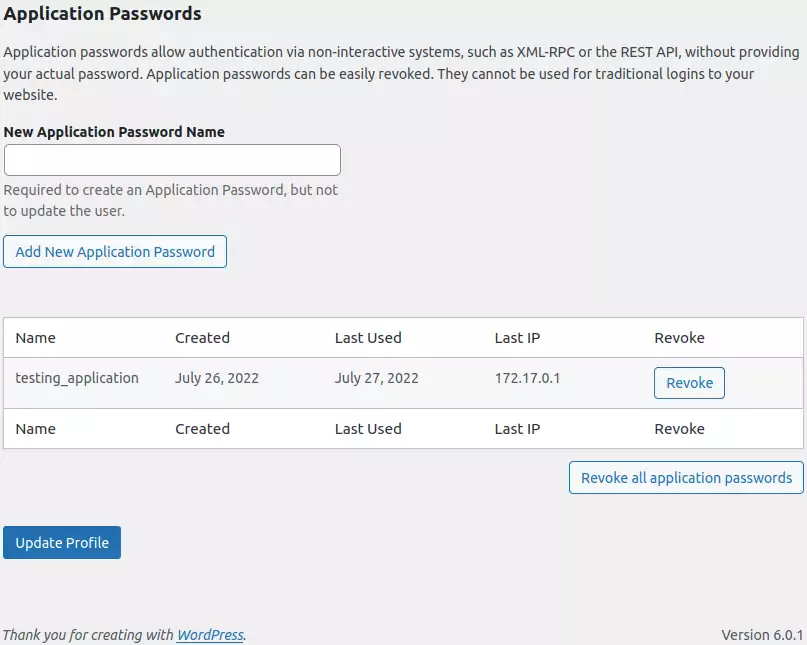 Application Passwords
Application passwords allow authentication via non-interactive systems, such as XML-RPC or the REST API, without providing
your actual password. Application passwords can be easily revoked. They cannot be used for traditional logins to your
website.
New Application Password Name
Required to create an Application Password, but not
to update the user.
Add New Application Password
Name Created Last Used Last IP Revoke
testing_application July 26, 2022 July 27, 2022 172.17.0.1 Revoke
Name Created Last Used Last IP Revoke
Revoke all application passwords
Update Profile
Thank you for creating with WordPress. Version 6.0.1